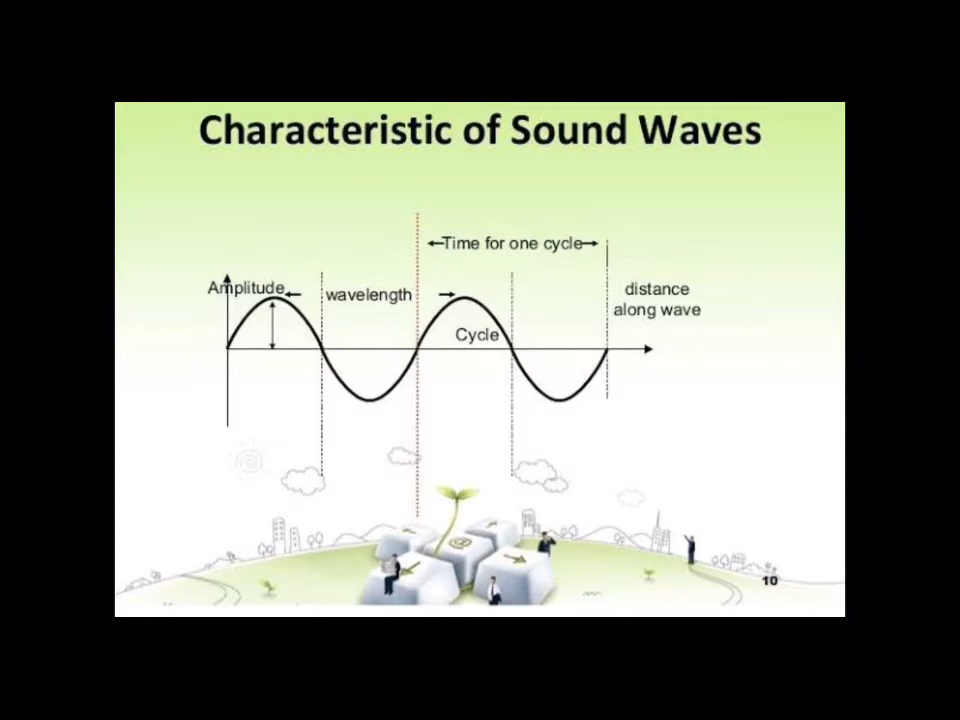 Characteristic of Sound Waves
Time for one cycle
Amplitude
wavelength
distance
along wave
Cycle
@
10